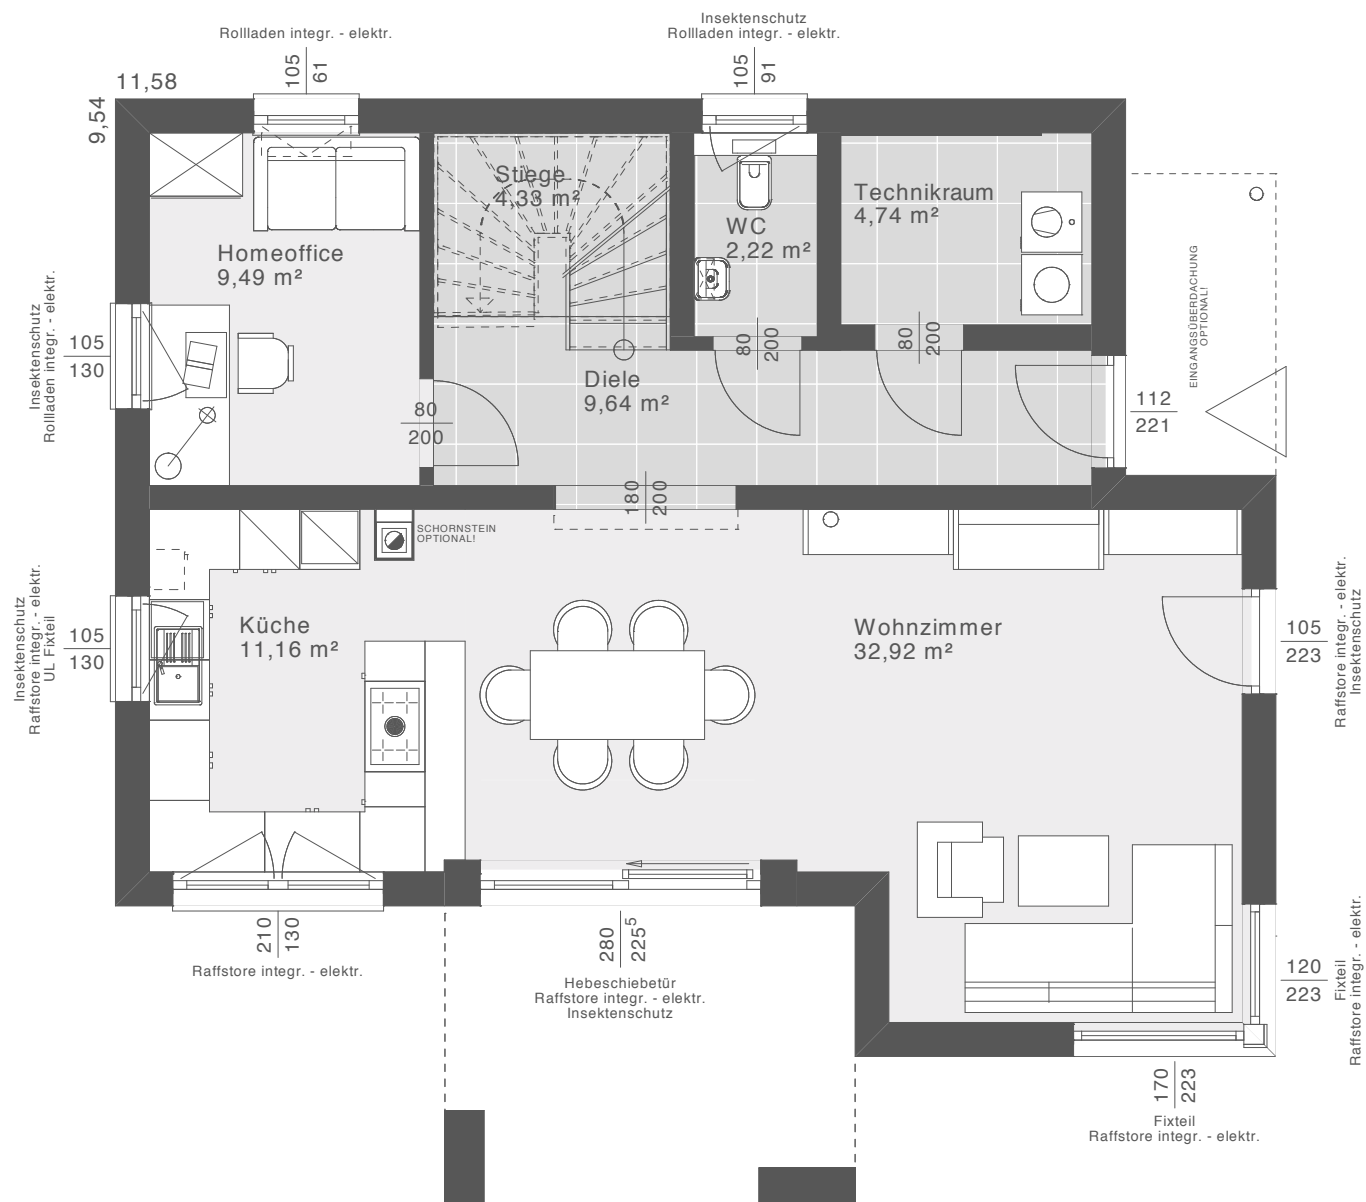 Insektenschutz
Rollladen integr. - elektr.
Rollladen integr. - elektr.
105
61
105
91
11,58
9,54
Stiege
4,33 m²
Technikraum
4,74 m²
WC
2,22 m²
Homeoffice
9,49 m²
EINGANGSÜBERDACHUNG
OPTIONAL!
Insektenschutz
Rollladen integr. - elektr.
105
130
80
200
80
200
Diele
9,64 m²
112
221
80
200
180
200
SCHORNSTEIN
OPTIONAL!
Insektenschutz
Raffstore integr. - elektr.
UL Fixteil
105
130
Küche
11,16 m²
Wohnzimmer
32,92 m²
105
223
Raffstore integr. - elektr.
Insektenschutz
210
130
Raffstore integr. - elektr.
280
225⁵
Hebeschiebetür
Raffstore integr. - elektr.
Insektenschutz
120
223
Fixteil
Raffstore integr. - elektr.
170
223
Fixteil
Raffstore integr. - elektr.